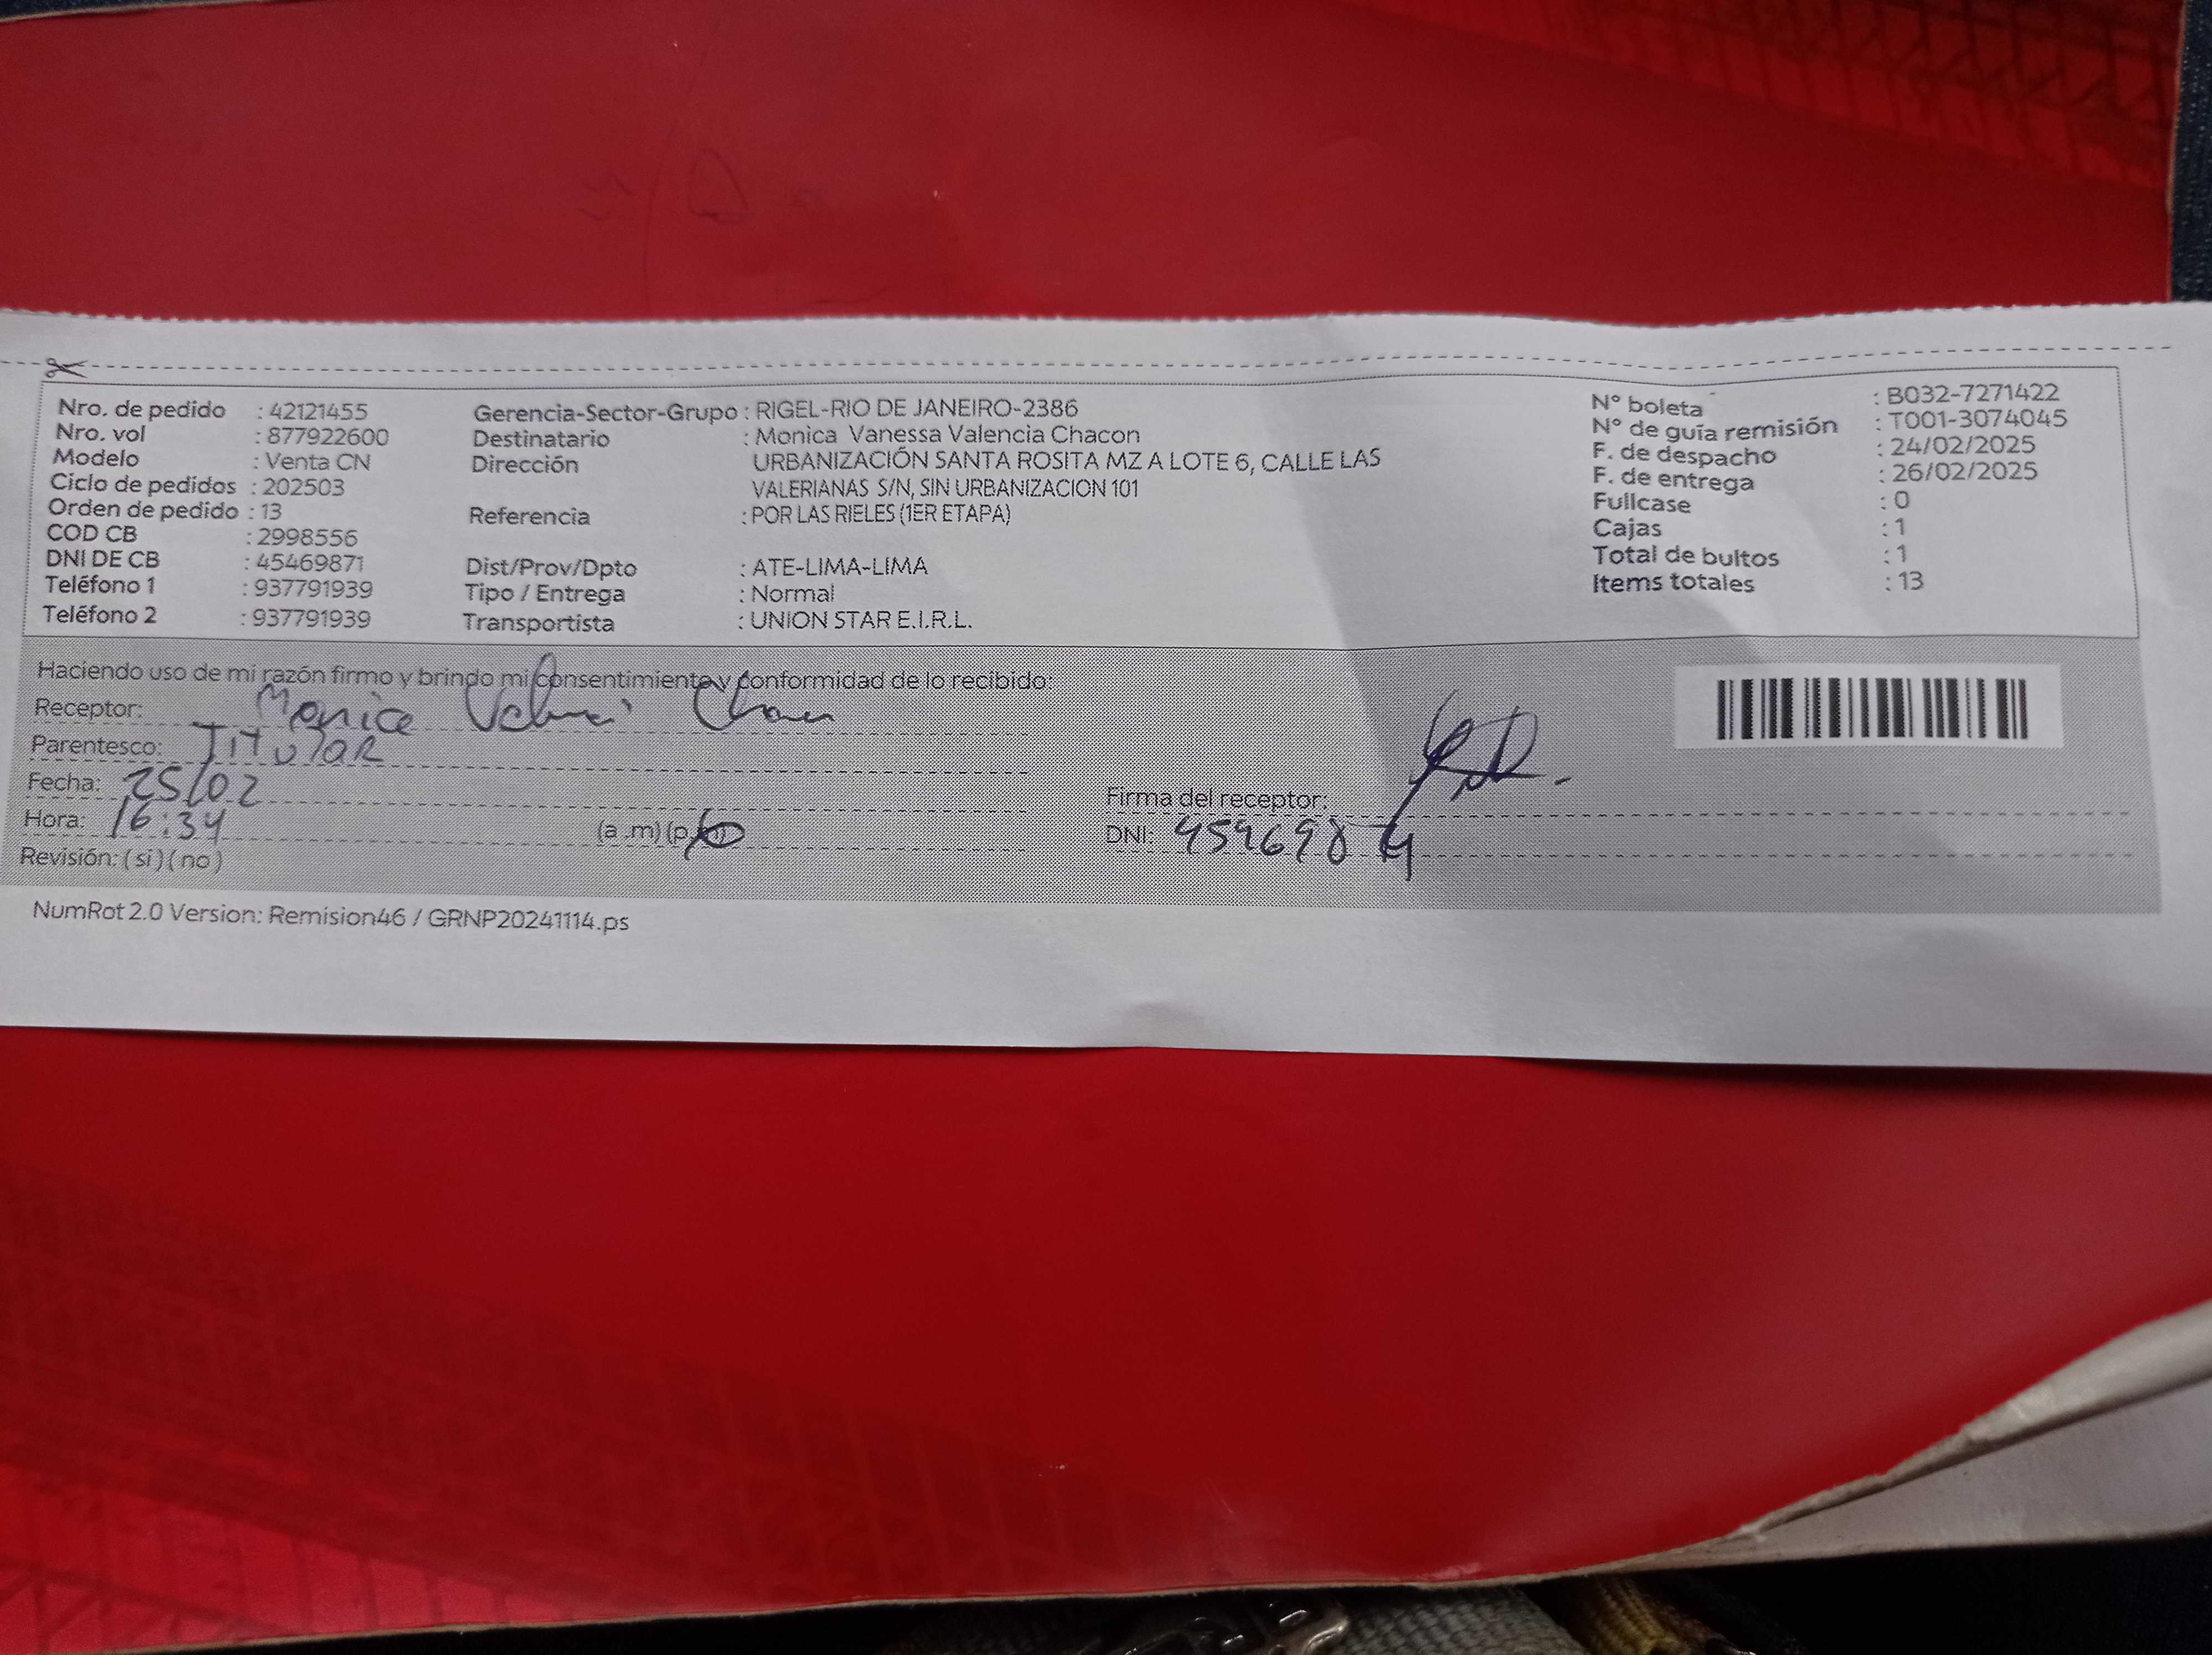 Nro. de pedido : 42121455
Nro. vol : 877922600
Modelo : Venta CN
Ciclo de pedidos : 202503
Orden de pedido : 13
COD CB : 2998556
DNI DE CB : 45469871
Teléfono 1 : 937791939
Teléfono 2 : 937791939
Gerencia-Sector-Grupo : RIGEL-RIO DE JANEIRO-2386
Destinatario : Monica Vanessa Valencia Chacon
Dirección URBANIZACIÓN SANTA ROSITA MZ A LOTE 6, CALLE LAS
VALERIANAS S/N, SIN URBANIZACION 101
Referencia : POR LAS RIELES (1ER ETAPA)
Dist/Prov/Dpto : ATE-LIMA-LIMA
Tipo / Entrega : Normal
Transportista : UNION STAR E.I.R.L.
N° boleta : B032-7271422
N° de guía remisión : T001-3074045
F. de despacho : 24/02/2025
F. de entrega : 26/02/2025
Fullcase : 0
Cajas : 1
Total de bultos : 1
Items totales : 13
Haciendo uso de mi razón firmo y brindo mi consentimiento y conformidad de lo recibido:
Receptor: Monica
Parentesco: Titular
Fecha: 25/02
Hora: 16:34 (a .m) (p.m)
Revisión: ( si ) ( no )
Firma del receptor:
DNI:
NumRot 2.0 Version: Remision46 / GRNP20241114.ps